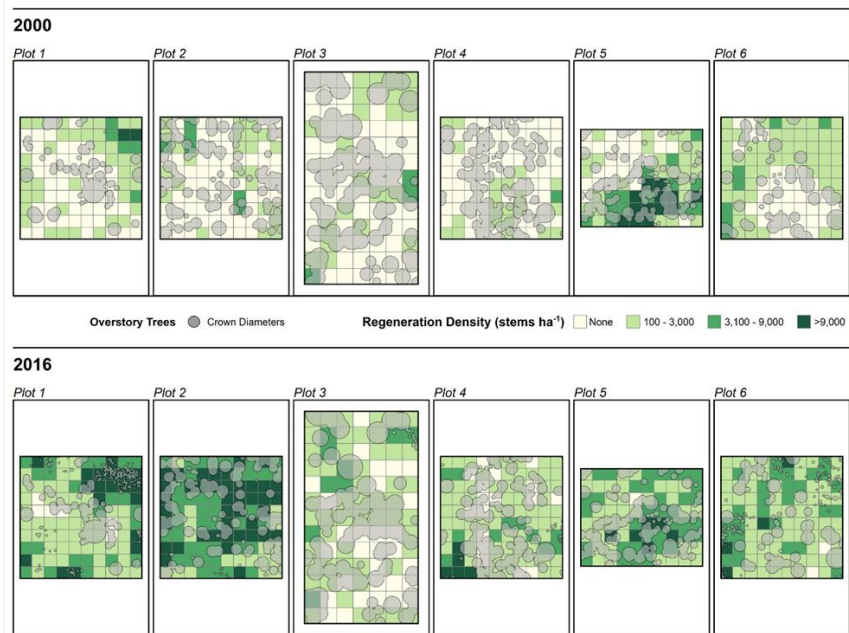 2000
Plot 1 Plot 2 Plot 3 Plot 4 Plot 5 Plot 6
Overstory Trees Crown Diameters Regeneration Density (stems ha⁻¹) None 100 - 3,000 3,100 - 9,000 >9,000
2016
Plot 1 Plot 2 Plot 3 Plot 4 Plot 5 Plot 6